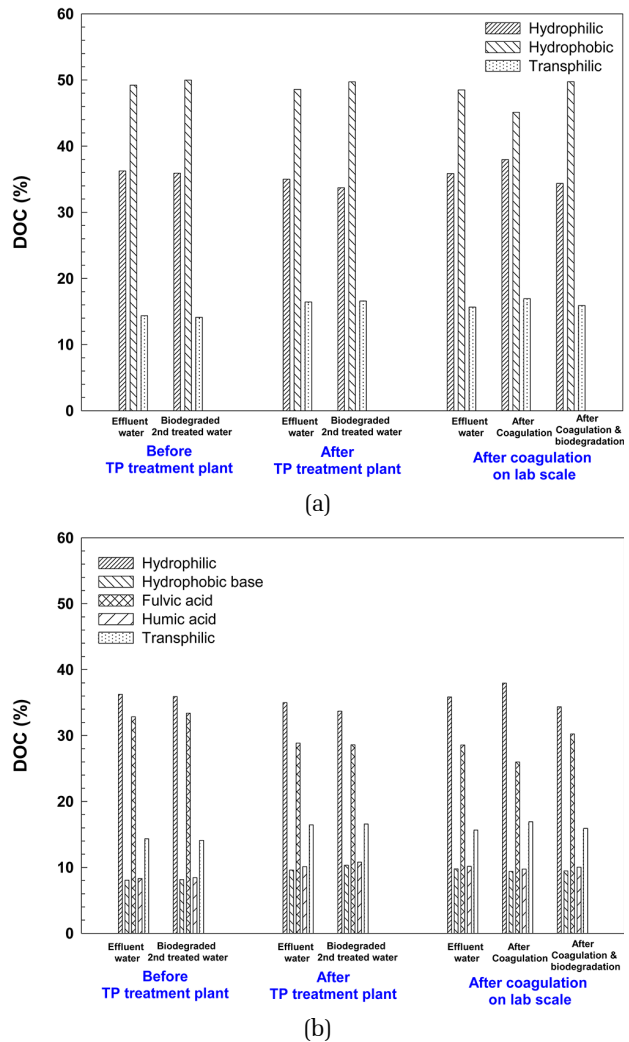 60
50
40
30
20
10
0
DOC (%)
Hydrophilic
Hydrophobic
Transphilic
Effluent
water
Biodegraded
2nd treated water
Before
TP treatment plant
Effluent
water
Biodegraded
2nd treated water
After
TP treatment plant
Effluent
water
After
Coagulation
After
Coagulation &
biodegradation
After coagulation
on lab scale
(a)
60
50
40
30
20
10
0
DOC (%)
Hydrophilic
Hydrophobic base
Fulvic acid
Humic acid
Transphilic
Effluent
water
Biodegraded
2nd treated water
Before
TP treatment plant
Effluent
water
Biodegraded
2nd treated water
After
TP treatment plant
Effluent
water
After
Coagulation
After
Coagulation &
biodegradation
After coagulation
on lab scale
(b)